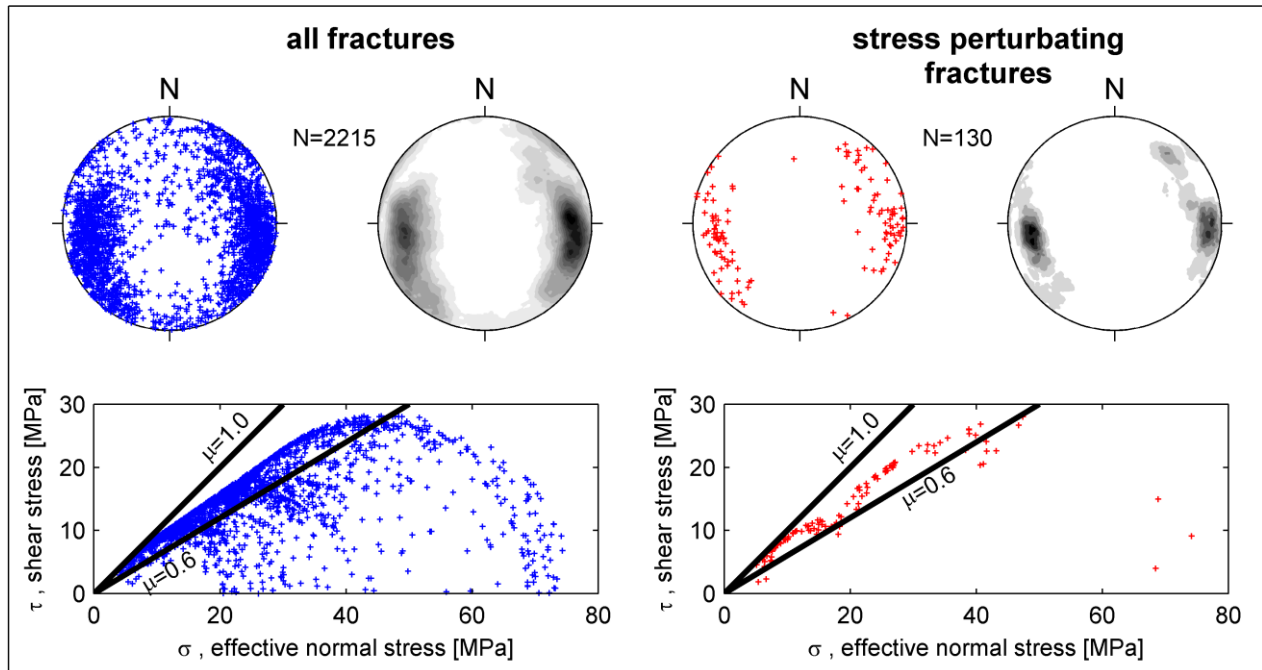 all fractures
stress perturbating
fractures
N
N=2215
N
N
N=130
N
30
20
10
0
τ , shear stress [MPa]
μ=1.0
μ=0.6
0 20 40 60 80
σ , effective normal stress [MPa]
30
20
10
0
τ , shear stress [MPa]
μ=1.0
μ=0.6
0 20 40 60 80
σ , effective normal stress [MPa]